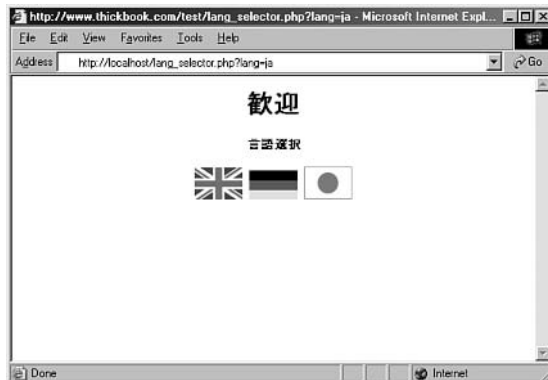 http://www.thickbook.com/test/lang_selector.php?lang=ja - Microsoft Internet Expl...
File Edit View Favorites Tools Help
Address http://localhost/lang_selector.php?lang=ja Go
歓迎
言語選択
Done Internet